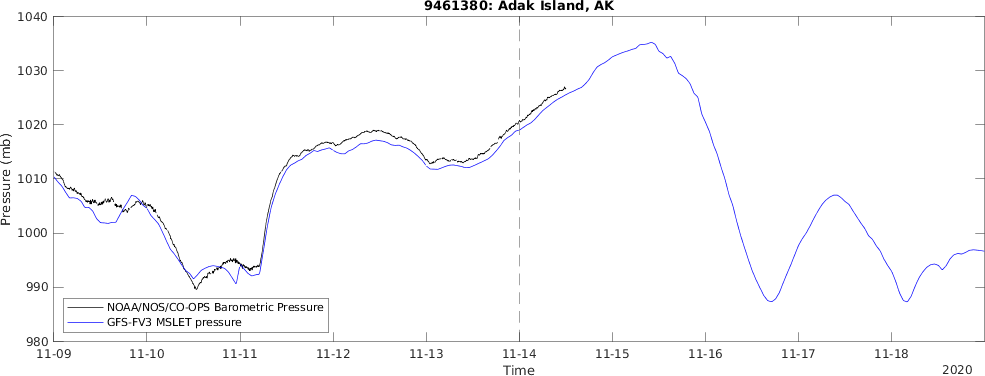 9461380: Adak Island, AK
1040
1030
1020
1010
1000
990
980
Pressure (mb)
NOAA/NOS/CO-OPS Barometric Pressure
GFS-FV3 MSLET pressure
11-09 11-10 11-11 11-12 11-13 11-14 11-15 11-16 11-17 11-18
Time
2020